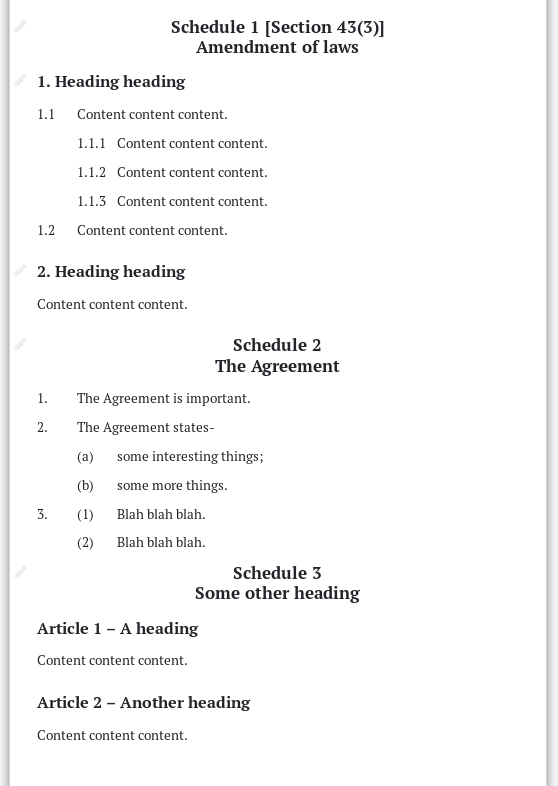 Schedule 1 [Section 43(3)]
Amendment of laws
1. Heading heading
1.1 Content content content.
1.1.1 Content content content.
1.1.2 Content content content.
1.1.3 Content content content.
1.2 Content content content.
2. Heading heading
Content content content.
Schedule 2
The Agreement
1. The Agreement is important.
2. The Agreement states-
(a) some interesting things;
(b) some more things.
3. (1) Blah blah blah.
(2) Blah blah blah.
Schedule 3
Some other heading
Article 1 – A heading
Content content content.
Article 2 – Another heading
Content content content.